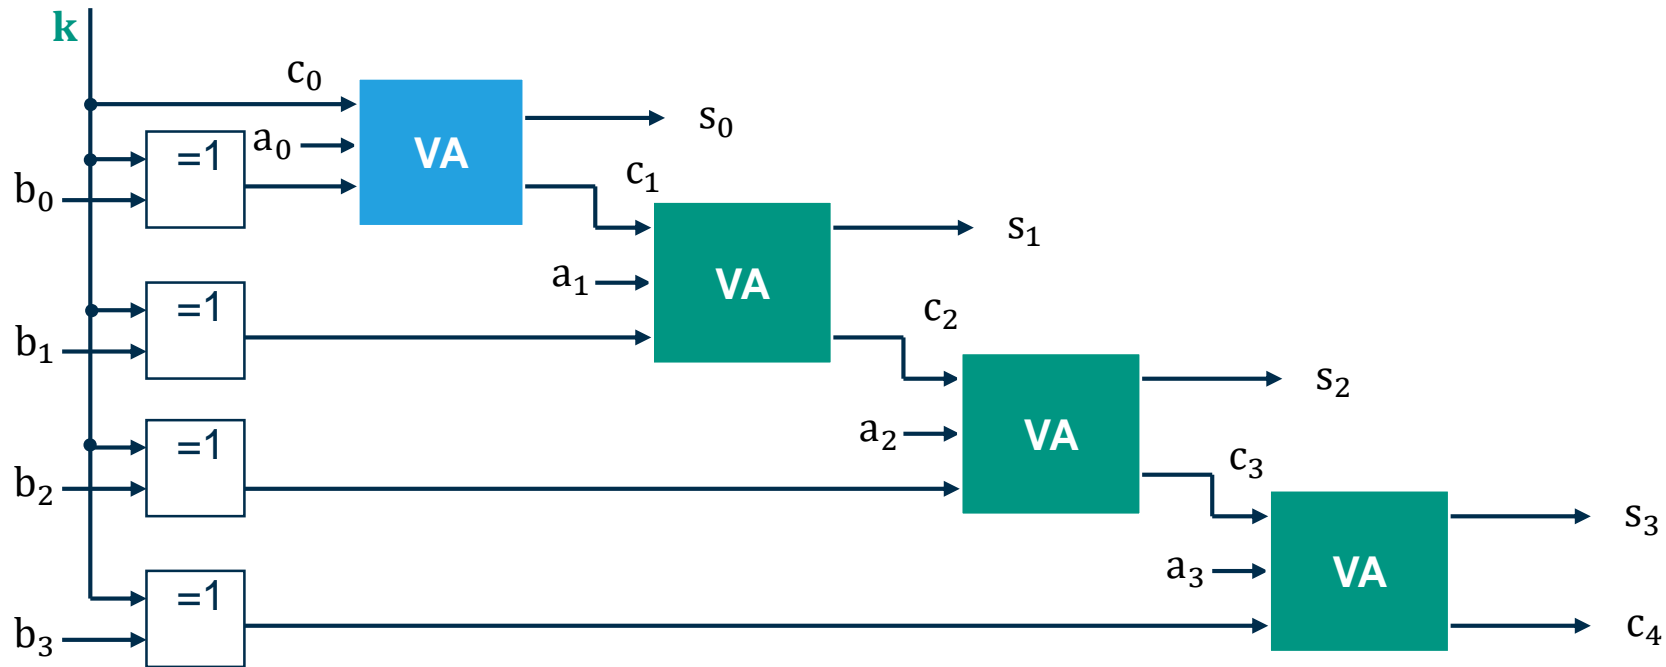 k
c₀
=1
a₀
VA
s₀
b₀
c₁
=1
a₁
VA
s₁
b₁
c₂
=1
a₂
VA
s₂
b₂
c₃
=1
a₃
VA
s₃
b₃
c₄